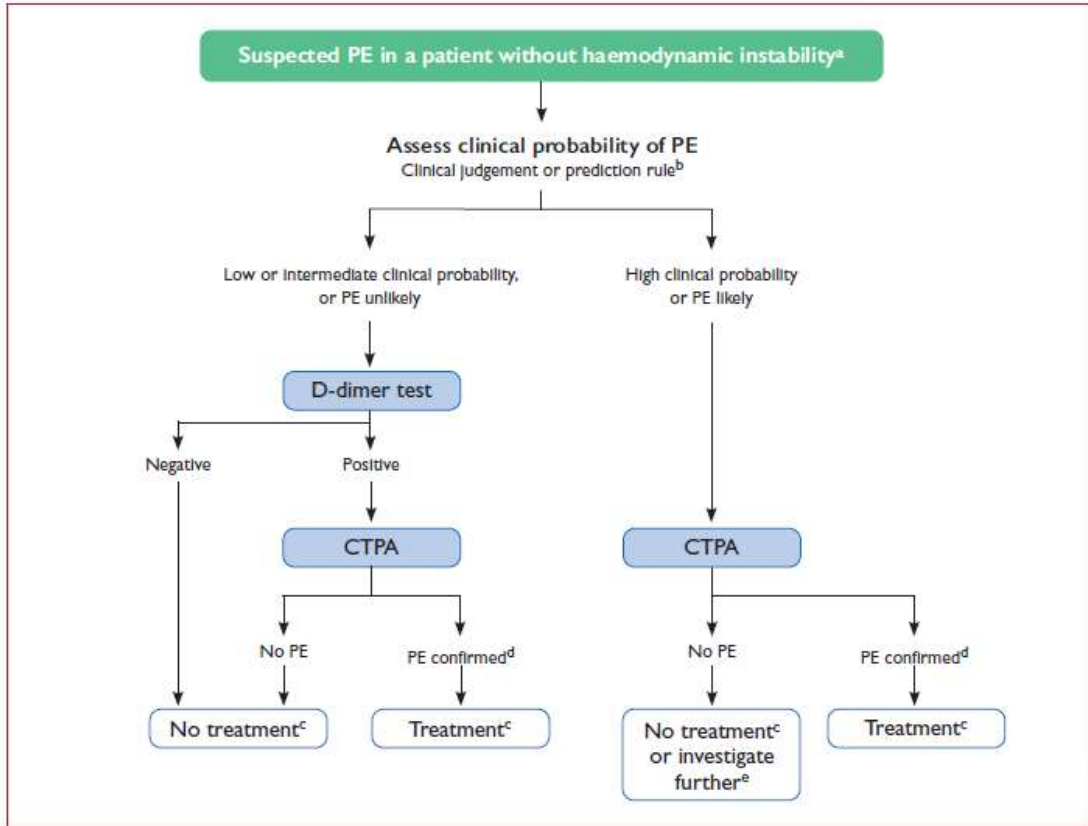 Suspected PE in a patient without haemodynamic instabilityᵃ
Assess clinical probability of PE
Clinical judgement or prediction ruleᵇ
Low or intermediate clinical probability,
or PE unlikely
High clinical probability
or PE likely
D-dimer test
Negative
Positive
CTPA
CTPA
No PE
PE confirmedᵈ
No PE
PE confirmedᵈ
No treatmentᶜ
Treatmentᶜ
No treatmentᶜ
or investigate
furtherᵉ
Treatmentᶜ